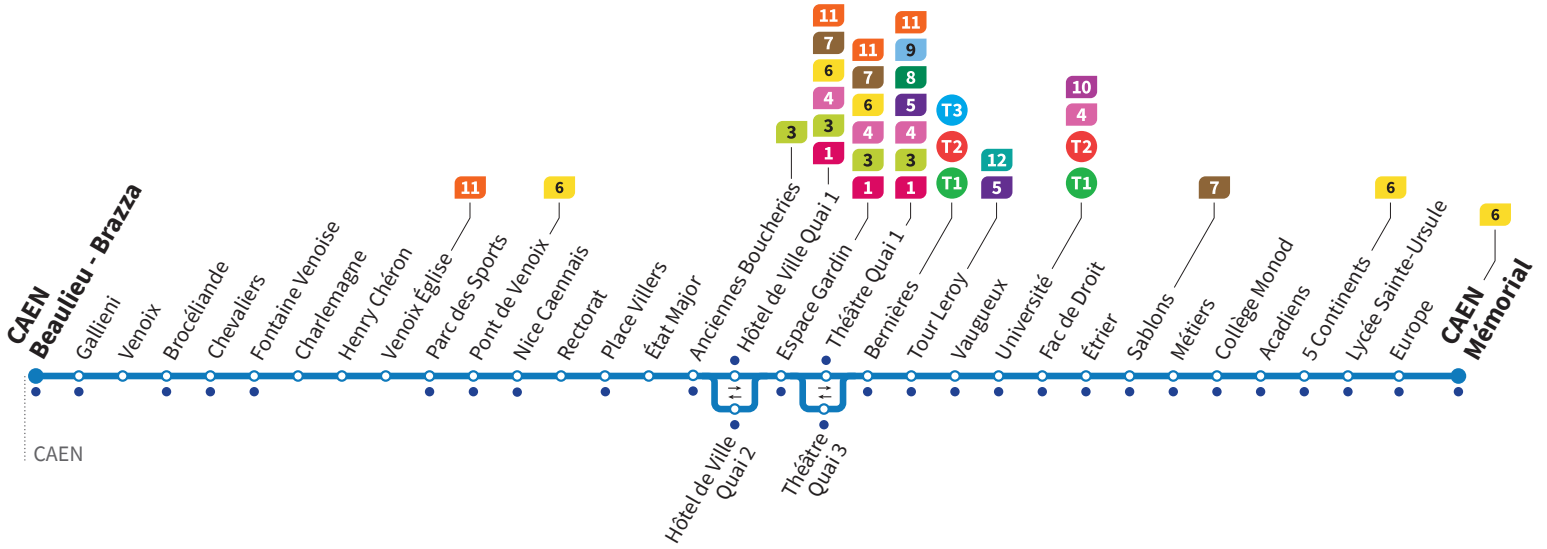 CAEN
Beaulieu - Brazza
Gallieni
Venoix
Brocéliande
Chevaliers
Fontaine Venoise
Charlemagne
Henry Chéron
Venoix Église
11
Parc des Sports
Pont de Venoix
6
Nice Caennais
Rectorat
Place Villers
État Major
Anciennes Boucheries
3
Hôtel de Ville Quai 1
11
7
6
4
3
1
Espace Gardin
11
7
6
4
3
1
Théâtre Quai 1
11
9
8
5
4
3
1
Bernières
T3
T2
T1
Tour Leroy
12
5
Vaugueux
Université
10
4
T2
T1
Fac de Droit
Étrier
Sablons
7
Métiers
Collège Monod
Acadiens
5 Continents
6
Lycée Sainte-Ursule
Europe
CAEN
Mémorial
6
Hôtel de Ville
Quai 2
Théâtre
Quai 3
CAEN